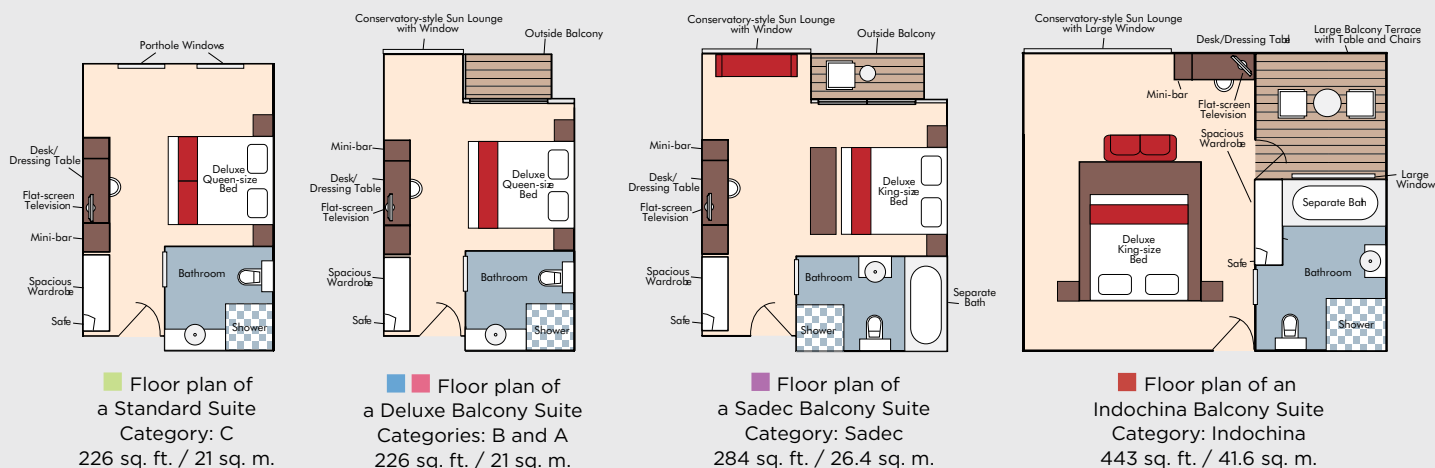 Porthole Windows
Desk/
Dressing Table
Flat-screen
Television
Mini-bar
Spacious
Wardrobe
Safe
Deluxe
Queen-size
Bed
Bathroom
Shower
Floor plan of
a Standard Suite
Category: C
226 sq. ft. / 21 sq. m.
Conservatory-style Sun Lounge
with Window
Outside Balcony
Mini-bar
Desk/
Dressing Table
Flat-screen
Television
Spacious
Wardrobe
Safe
Deluxe
Queen-size
Bed
Bathroom
Shower
Floor plan of
a Deluxe Balcony Suite
Categories: B and A
226 sq. ft. / 21 sq. m.
Conservatory-style Sun Lounge
with Window
Outside Balcony
Mini-bar
Desk/
Dressing Table
Flat-screen
Television
Spacious
Wardrobe
Safe
Deluxe
King-size
Bed
Bathroom
Shower
Separate
Bath
Floor plan of
a Sadec Balcony Suite
Category: Sadec
284 sq. ft. / 26.4 sq. m.
Conservatory-style Sun Lounge
with Large Window
Desk/Dressing Table
Large Balcony Terrace
with Table and Chairs
Mini-bar
Flat-screen
Television
Spacious
Wardrobe
Large
Window
Separate Bath
Deluxe
King-size
Bed
Safe
Bathroom
Shower
Floor plan of an
Indochina Balcony Suite
Category: Indochina
443 sq. ft. / 41.6 sq. m.